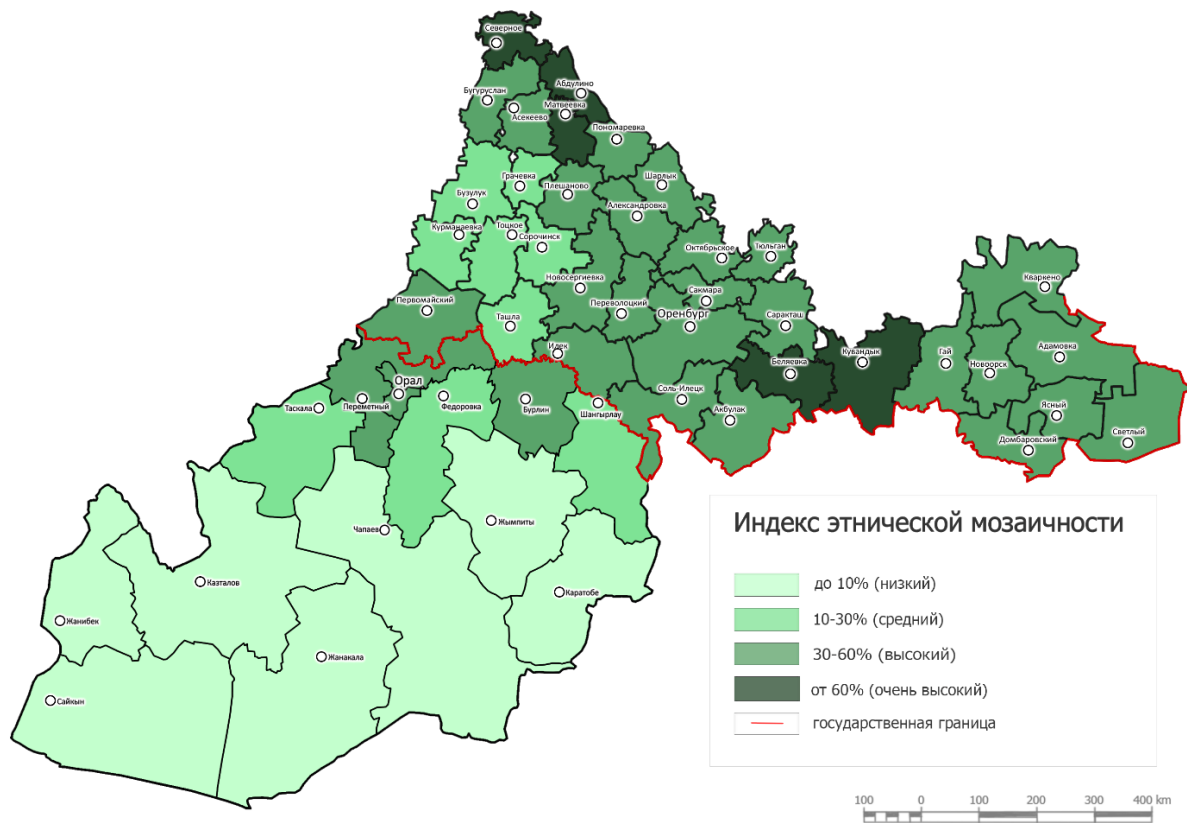 Северное
Абдулино
Бугуруслан
Матвеевка
Асекеево
Пономаревка
Грачевка
Плешаново
Шарлык
Бузулук
Александровка
Курманаевка
Тоцкое
Сорочинск
Октябрьское
Тюльган
Новосергиевка
Кваркено
Первомайский
Переволоцкий
Сакмара
Оренбург
Саракташ
Ташла
Илек
Беляевка
Кувандык
Гай
Адамовка
Новоорск
Орал
Соль-Илецк
Таскала
Переметный
Федоровка
Бурлин
Шангырлау
Акбулак
Ясный
Светлый
Домбаровский
Чапаев
Жымпиты
Казталов
Каратобе
Жанибек
Жанакала
Сайкын
Индекс этнической мозаичности
до 10% (низкий)
10-30% (средний)
30-60% (высокий)
от 60% (очень высокий)
государственная граница
100 0 100 200 300 400 km